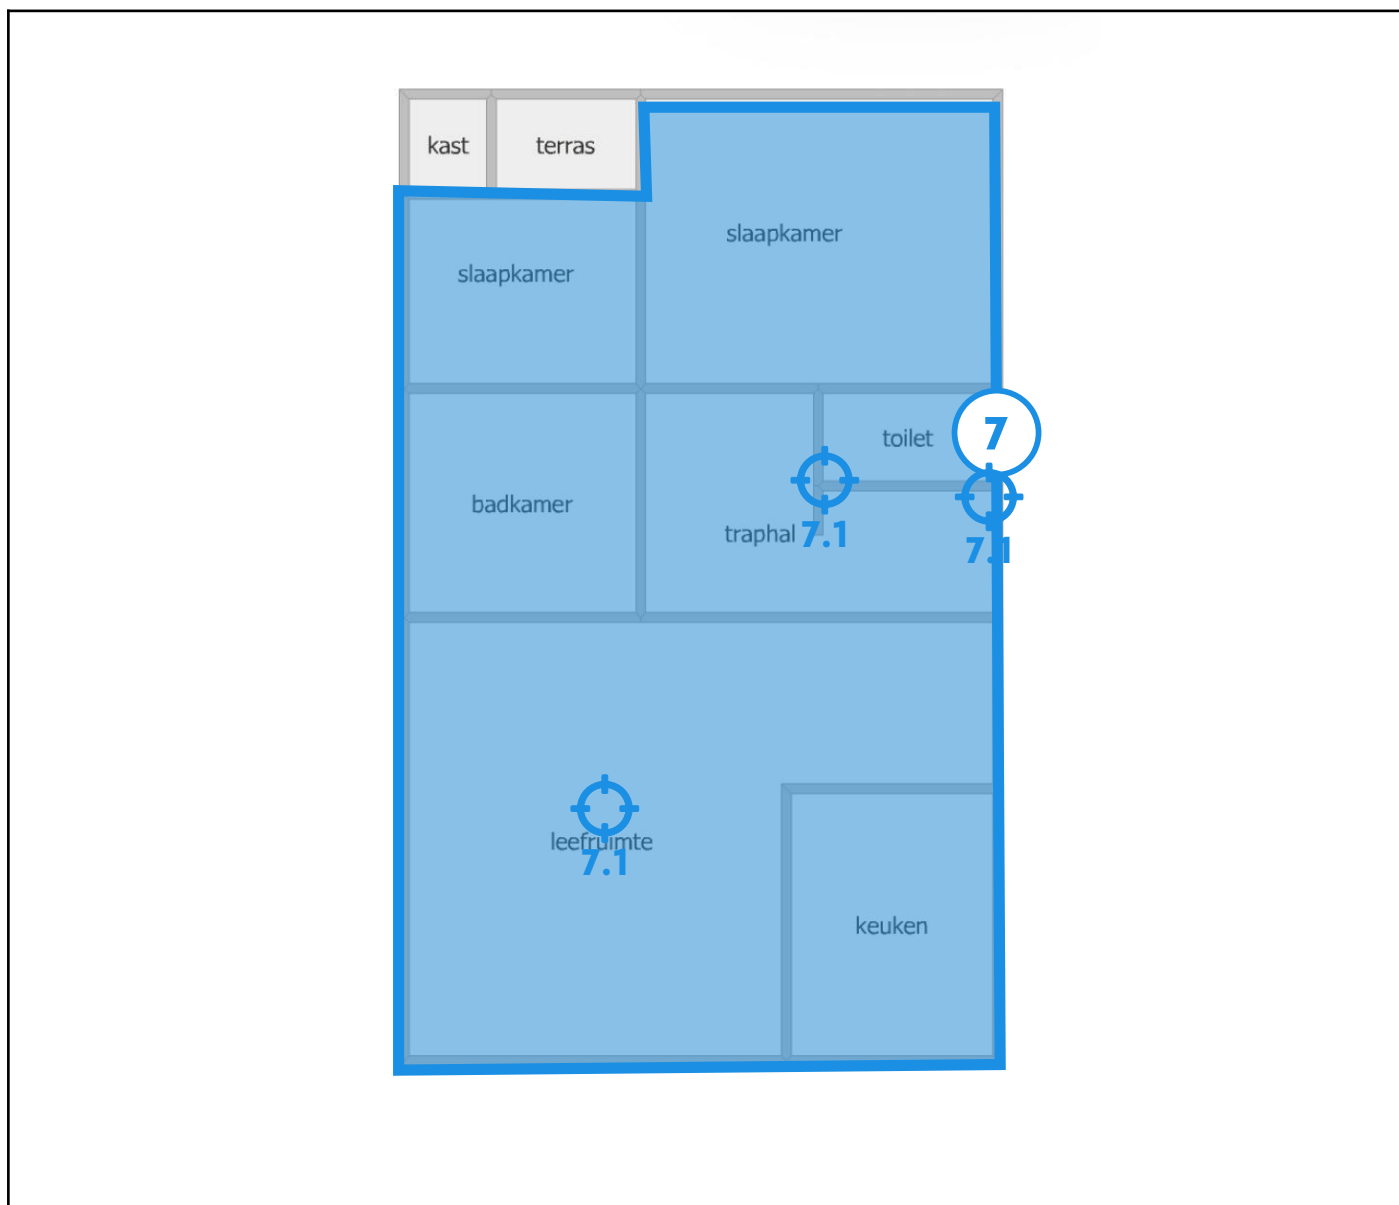 kast
terras
slaapkamer
slaapkamer
7
toilet
badkamer
traphal
7.1
7.1
leefruimte
7.1
keuken